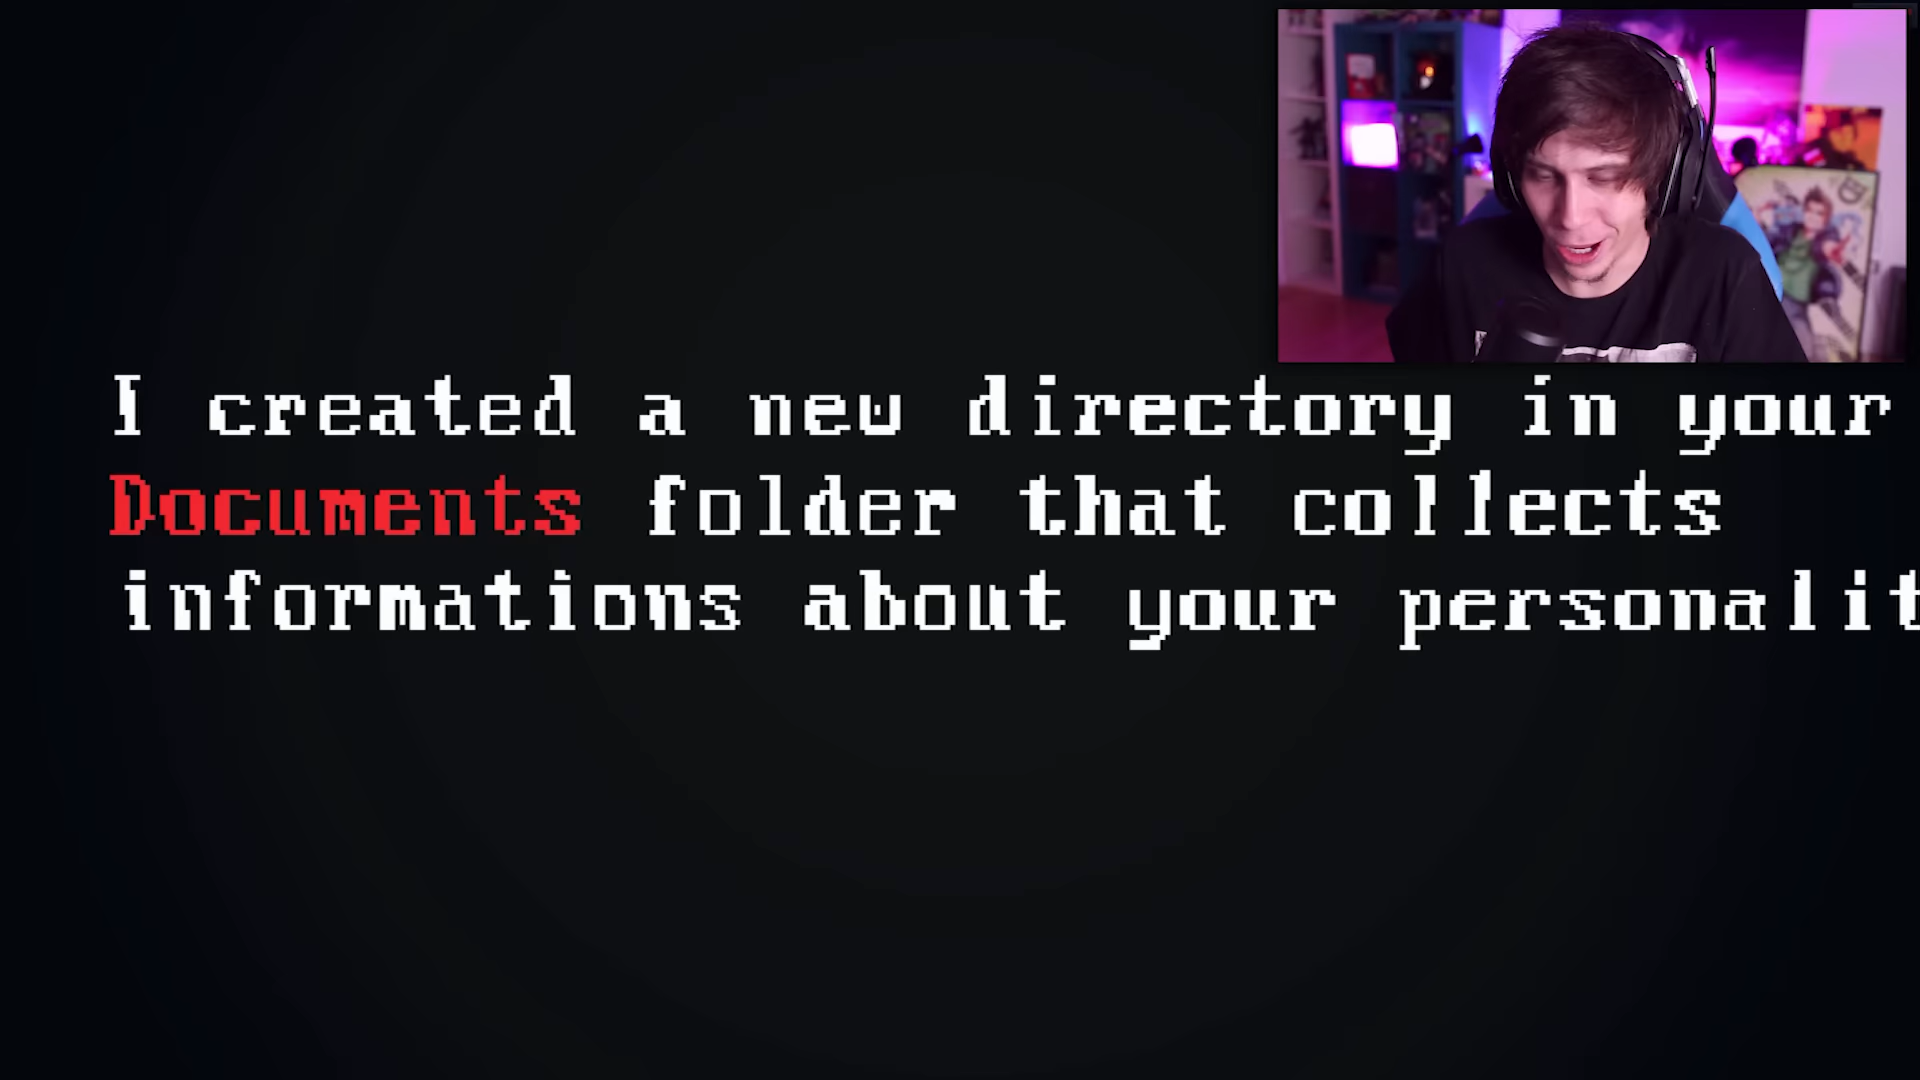 I created a new directory in your
Documents folder that collects
informations about your personalit